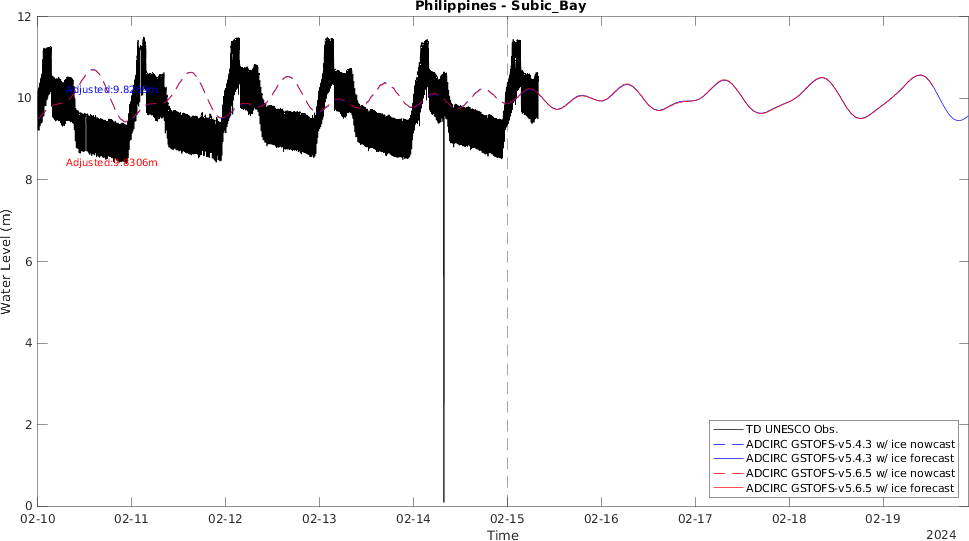 Philippines - Subic_Bay
12
10
8
6
4
2
0
Water Level (m)
Adjusted:9.8306m
02-10
02-11
02-12
02-13
02-14
02-15
02-16
02-17
02-18
02-19
Time
2024
TD UNESCO Obs.
ADCIRC GSTOFS-v5.4.3 w/ ice nowcast
ADCIRC GSTOFS-v5.4.3 w/ ice forecast
ADCIRC GSTOFS-v5.6.5 w/ ice nowcast
ADCIRC GSTOFS-v5.6.5 w/ ice forecast